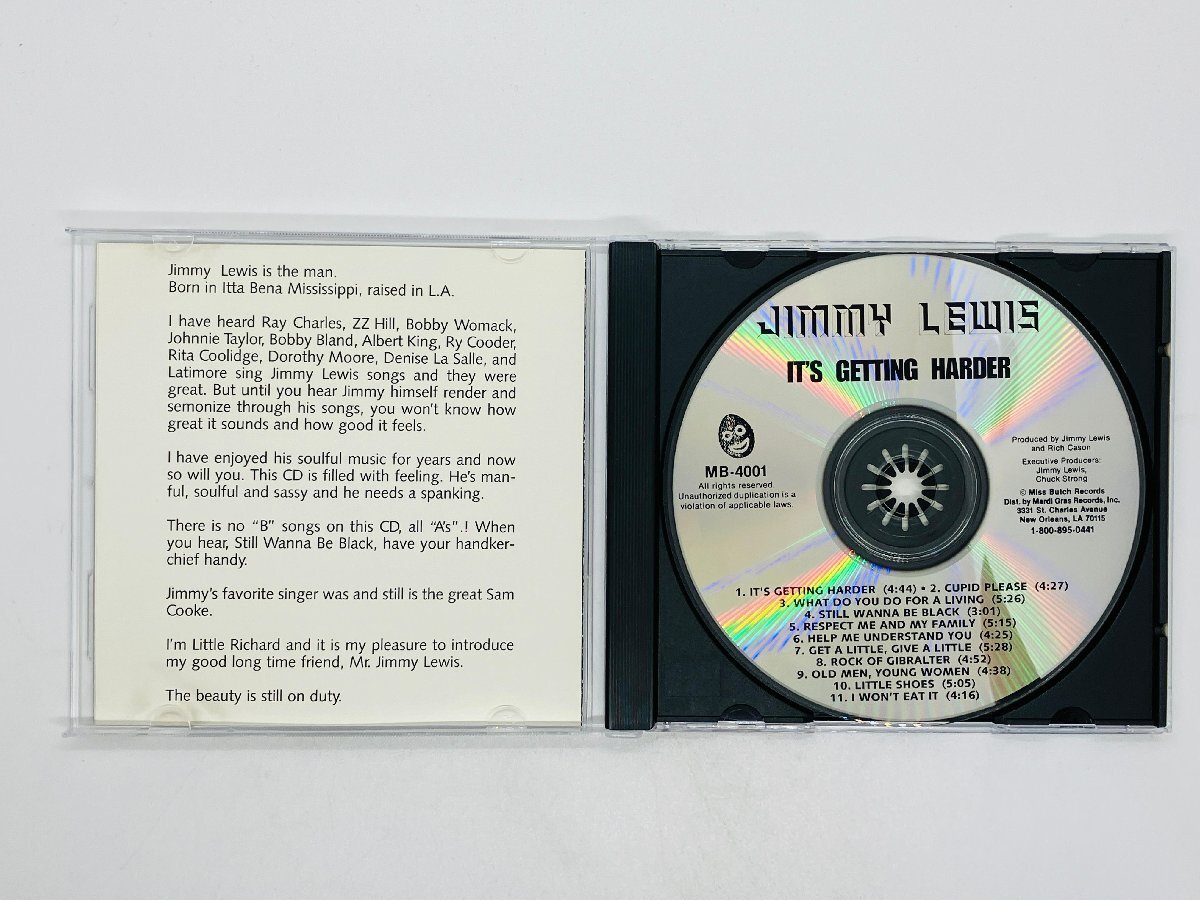 Jimmy Lewis is the man.
Born in Itta Bena Mississippi, raised in L.A.
I have heard Ray Charles, ZZ Hill, Bobby Womack,
Johnnie Taylor, Bobby Bland, Albert King, Ry Cooder,
Rita Coolidge, Dorothy Moore, Denise La Salle, and
Latimore sing Jimmy Lewis songs and they were
great. But until you hear Jimmy himself render and
semonize through his songs, you won't know how
great it sounds and how good it feels.
I have enjoyed his soulful music for years and now
so will you. This CD is filled with feeling. He's man-
ful, soulful and sassy and he needs a spanking.
There is no "B" songs on this CD, all "A's".! When
you hear, Still Wanna Be Black, have your handker-
chief handy.
Jimmy's favorite singer was and still is the great Sam
Cooke.
I'm Little Richard and it is my pleasure to introduce
my good long time friend, Mr. Jimmy Lewis.
The beauty is still on duty.
JIMMY LEWIS
IT'S GETTING HARDER
MB-4001
All rights reserved.
Unauthorized duplication is a
violation of applicable laws.
Produced by Jimmy Lewis
and Rich Cason
Executive Producers:
Jimmy Lewis,
Chuck Strong
© Miss Butch Records
Dist. by Mardi Gras Records, Inc.
3331 St. Charles Avenue
New Orleans, LA 70115
1-800-895-0441
1. IT'S GETTING HARDER (4:44) • 2. CUPID PLEASE (4:27)
3. WHAT DO YOU DO FOR A LIVING (5:26)
4. STILL WANNA BE BLACK (3:01)
5. RESPECT ME AND MY FAMILY (5:15)
6. HELP ME UNDERSTAND YOU (4:25)
7. GET A LITTLE, GIVE A LITTLE (5:28)
8. ROCK OF GIBRALTER (4:52)
9. OLD MEN, YOUNG WOMEN (4:38)
10. LITTLE SHOES (5:05)
11. I WON'T EAT IT (4:16)